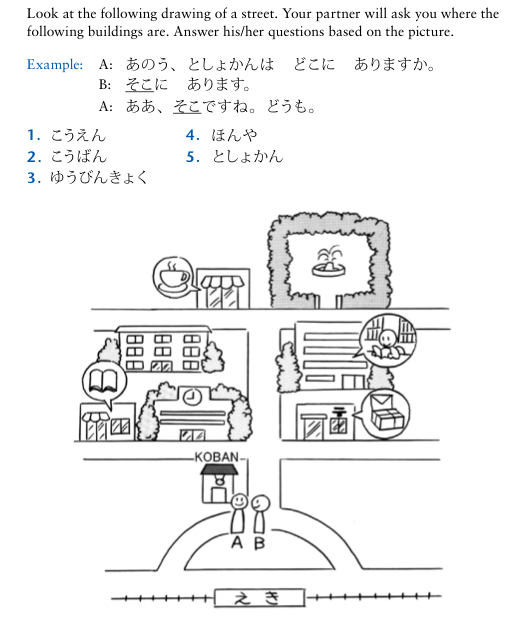 Look at the following drawing of a street. Your partner will ask you where the
following buildings are. Answer his/her questions based on the picture.
Example: A: あのう、としょかんは どこに ありますか。
B: そこに あります。
A: ああ、そこですね。どうも。
1. こうえん
2. こうばん
3. ゆうびんきょく
4. ほんや
5. としょかん
KOBAN
A B
えき